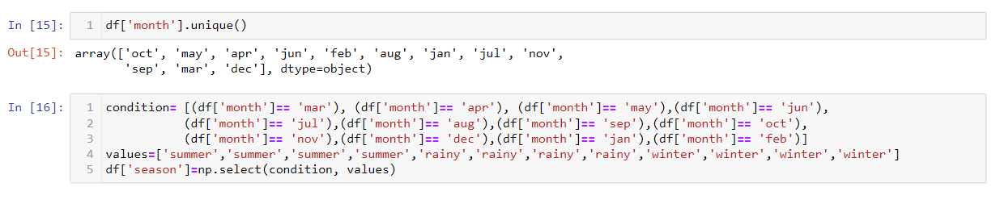 In [15]: 1 df['month'].unique()
Out[15]: array(['oct', 'may', 'apr', 'jun', 'feb', 'aug', 'jan', 'jul', 'nov',
'sep', 'mar', 'dec'], dtype=object)
In [16]: 1 condition= [(df['month']== 'mar'), (df['month']== 'apr'), (df['month']== 'may'),(df['month']== 'jun'),
2 (df['month']== 'jul'),(df['month']== 'aug'),(df['month']== 'sep'),(df['month']== 'oct'),
3 (df['month']== 'nov'),(df['month']== 'dec'),(df['month']== 'jan'),(df['month']== 'feb')]
4 values=['summer','summer','summer','summer','rainy','rainy','rainy','rainy','winter','winter','winter','winter']
5 df['season']=np.select(condition, values)